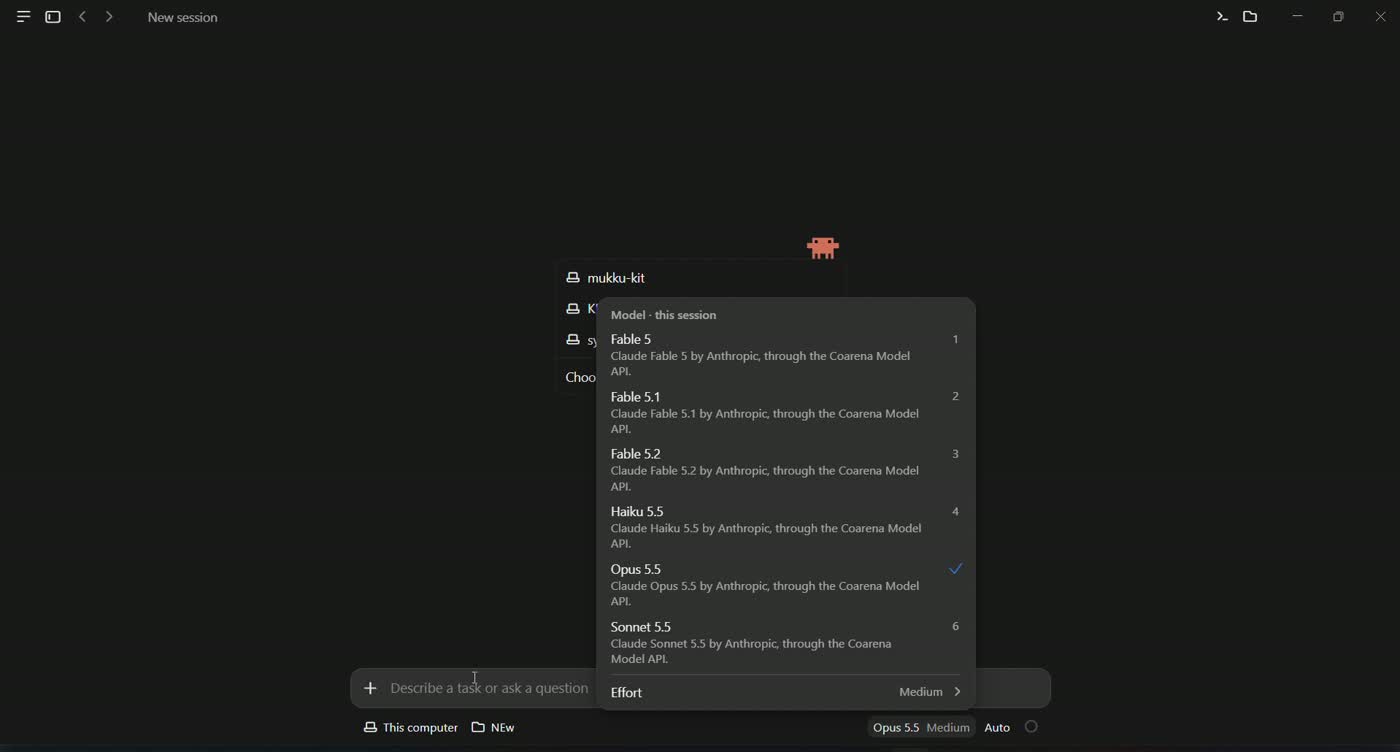 New session
mukku-kit
Model · this session
Fable 5 1
Claude Fable 5 by Anthropic, through the Coarena Model
API.
Fable 5.1 2
Claude Fable 5.1 by Anthropic, through the Coarena Model
API.
Fable 5.2 3
Claude Fable 5.2 by Anthropic, through the Coarena Model
API.
Haiku 5.5 4
Claude Haiku 5.5 by Anthropic, through the Coarena Model
API.
Opus 5.5
Claude Opus 5.5 by Anthropic, through the Coarena Model
API.
Sonnet 5.5 6
Claude Sonnet 5.5 by Anthropic, through the Coarena
Model API.
Effort Medium
Describe a task or ask a question
This computer NEw Opus 5.5 Medium Auto